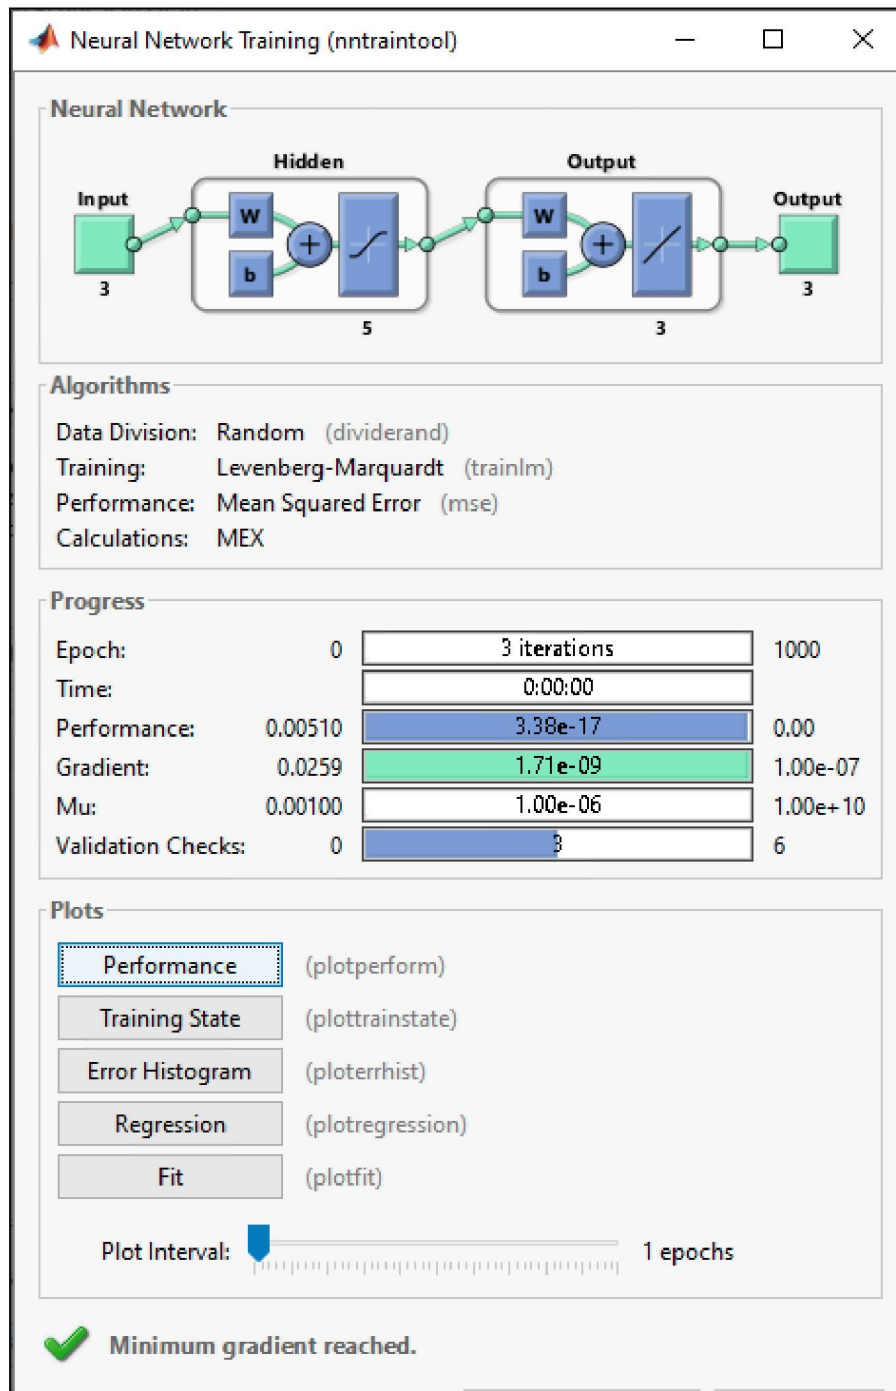 Neural Network Training (nntraintool)
Neural Network
Hidden Output
Input Output
W W
b b
3 3
5 3
Algorithms
Data Division: Random (dividerand)
Training: Levenberg-Marquardt (trainlm)
Performance: Mean Squared Error (mse)
Calculations: MEX
Progress
Epoch: 0 3 iterations 1000
Time: 0:00:00
Performance: 0.00510 3.38e-17 0.00
Gradient: 0.0259 1.71e-09 1.00e-07
Mu: 0.00100 1.00e-06 1.00e+10
Validation Checks: 0 3 6
Plots
Performance (plotperform)
Training State (plottrainstate)
Error Histogram (ploterrhist)
Regression (plotregression)
Fit (plotfit)
Plot Interval: 1 epochs
Minimum gradient reached.